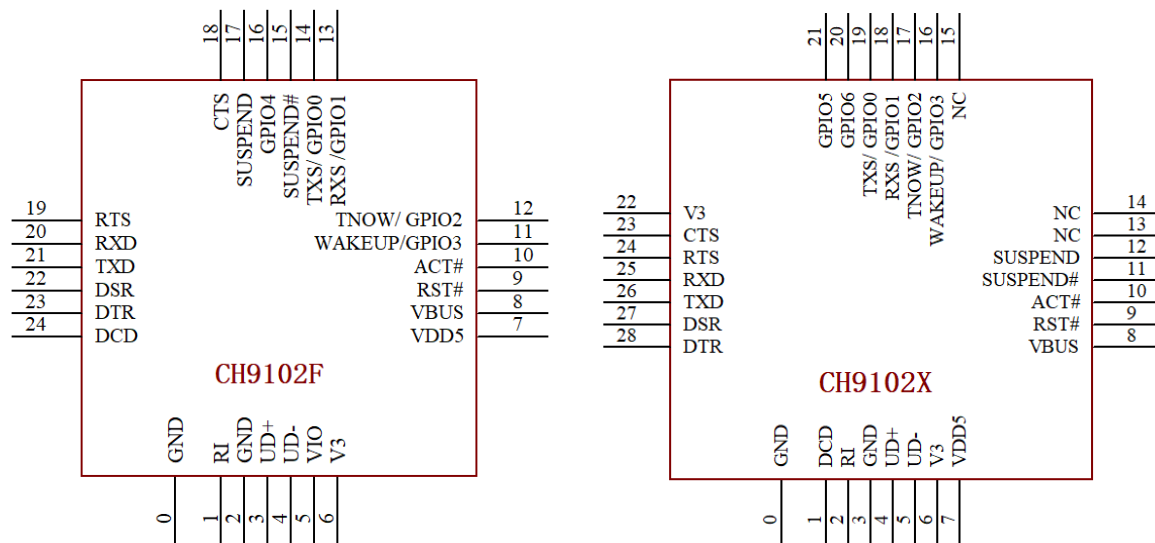 18 17 16 15 14 13
CTS
SUSPEND
GPIO4
SUSPEND#
TXS/ GPIO0
RXS /GPIO1
19 RTS
20 RXD
21 TXD
22 DSR
23 DTR
24 DCD
TNOW/ GPIO2 12
WAKEUP/GPIO3 11
ACT# 10
RST# 9
VBUS 8
VDD5 7
CH9102F
GND
RI
GND
UD+
UD-
VIO
V3
0 1 2 3 4 5 6
21 20 19 18 17 16 15
GPIO5
GPIO6
TXS/ GPIO0
RXS /GPIO1
TNOW/ GPIO2
WAKEUP/ GPIO3
NC
22 V3
23 CTS
24 RTS
25 RXD
26 TXD
27 DSR
28 DTR
NC 14
NC 13
SUSPEND 12
SUSPEND# 11
ACT# 10
RST# 9
VBUS 8
CH9102X
GND
DCD
RI
GND
UD+
UD-
V3
VDD5
0 1 2 3 4 5 6 7